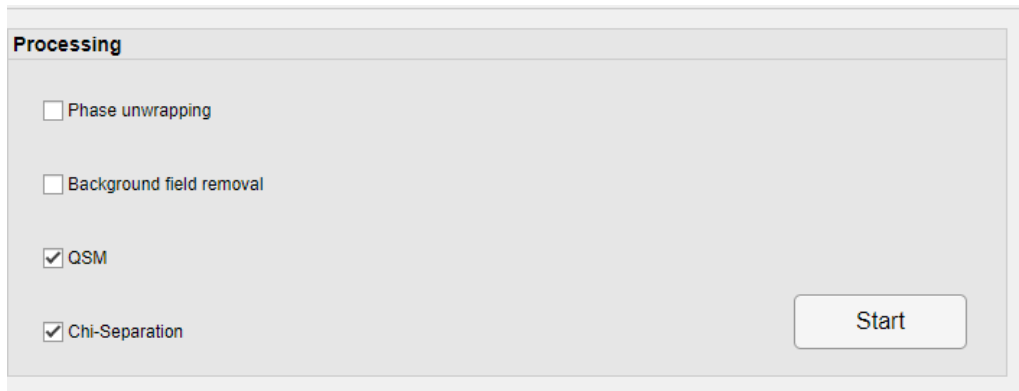 Processing
Phase unwrapping
Background field removal
QSM
Chi-Separation
Start